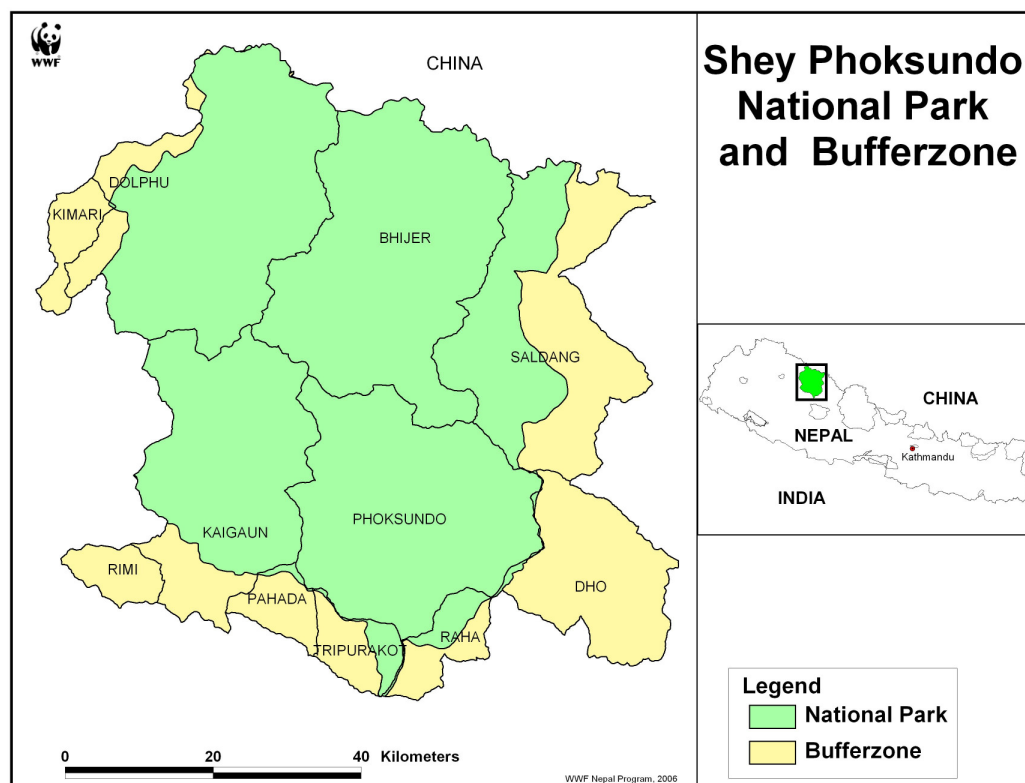 WWF
CHINA
Shey Phoksundo
National Park
and Bufferzone
DOLPHU
KIMARI
BHIJER
SALDANG
KAIGAUN
PHOKSUNDO
RIMI
PAHADA
DHO
TRIPURAKOT
RAHA
CHINA
NEPAL
Kathmandu
INDIA
Legend
National Park
Bufferzone
0 20 40 Kilometers
WWF Nepal Program, 2006